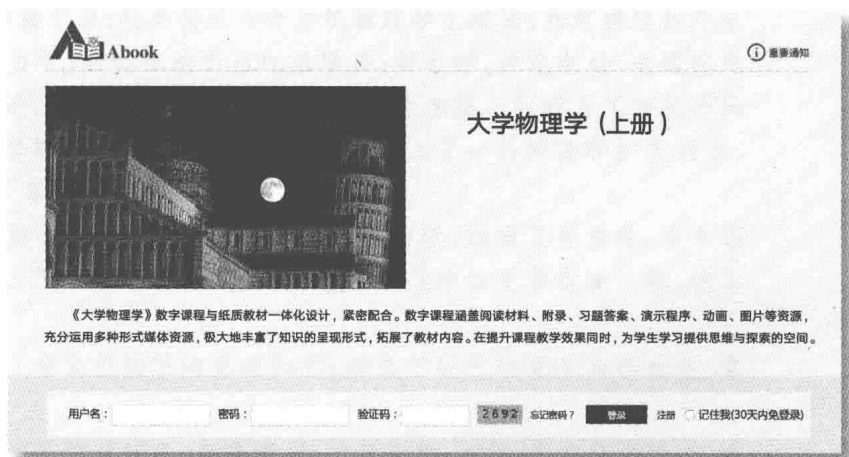 Abook
重要通知
大学物理学（上册）
《大学物理学》数字课程与纸质教材一体化设计，紧密配合。数字课程涵盖阅读材料、附录、习题答案、演示程序、动画、图片等资源，
充分运用多种形式媒体资源，极大地丰富了知识的呈现形式，拓展了教材内容。在提升课程教学效果同时，为学生学习提供思维与探索的空间。
用户名： 密码： 验证码： 2692 忘记密码？ 登录 注册 记住我(30天内免登录)